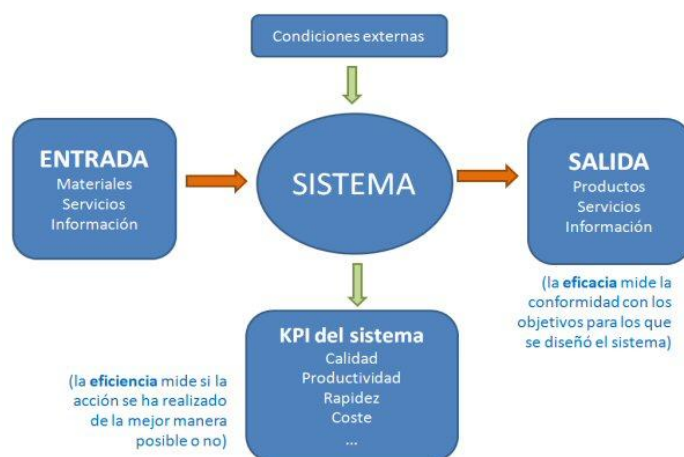 Condiciones externas
ENTRADA
Materiales
Servicios
Información
SISTEMA
SALIDA
Productos
Servicios
Información
(la eficacia mide la
conformidad con los
objetivos para los que
se diseñó el sistema)
KPI del sistema
Calidad
Productividad
Rapidez
Coste
...
(la eficiencia mide si la
acción se ha realizado
de la mejor manera
posible o no)